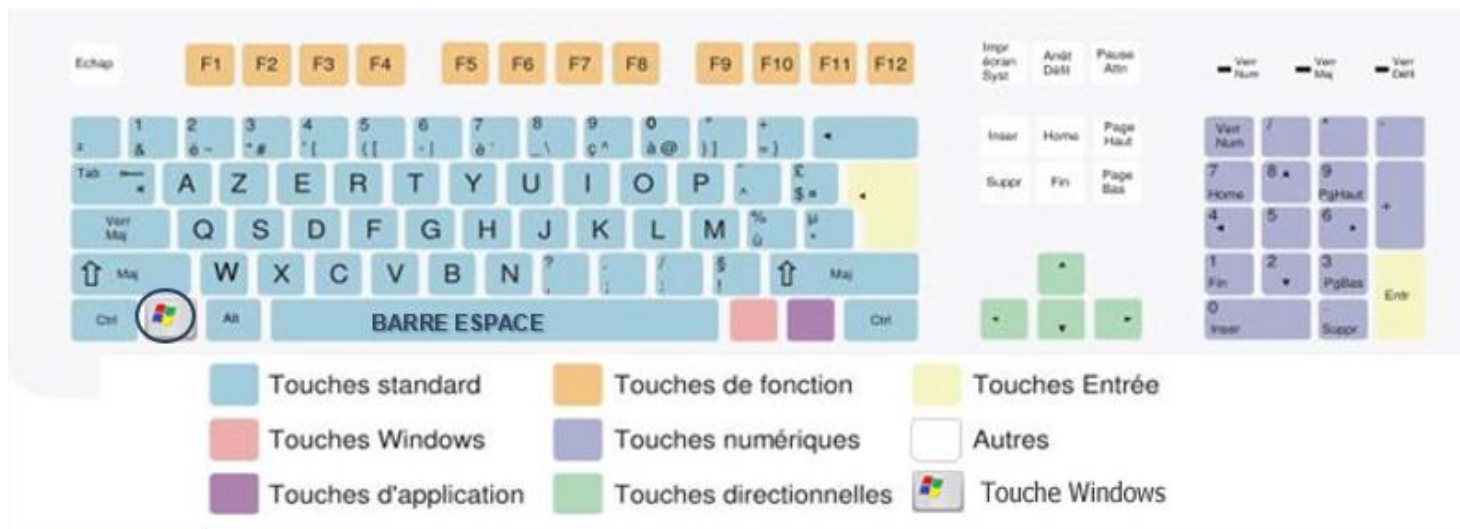 Echap F1 F2 F3 F4 F5 F6 F7 F8 F9 F10 F11 F12
Impr écran Syst
Arrêt Défil
Pause Attn
Verr Num
Verr Maj
Verr Défil
²
1 &
2 é ~
3 " #
4 ' {
5 ( [
6 - |
7 è `
8 _ \
9 ç ^
0 à @
° ) ]
+ = }
Inser Home Page Haut
Verr Num / * -
Tab A Z E R T Y U I O P
¨ ^
£ $ ¤
Suppr Fin Page Bas
7 Home
8
9 PgHaut
+
Verr Maj
Q S D F G H J K L M
% ù
µ *
4 5 6
Maj W X C V B N
? ,
. ;
/ :
§ !
Maj
1 Fin
2
3 PgBas
Entr
Ctrl Alt BARRE ESPACE Ctrl
0 Inser
. Suppr
Touches standard Touches de fonction Touches Entrée
Touches Windows Touches numériques Autres
Touches d'application Touches directionnelles Touche Windows